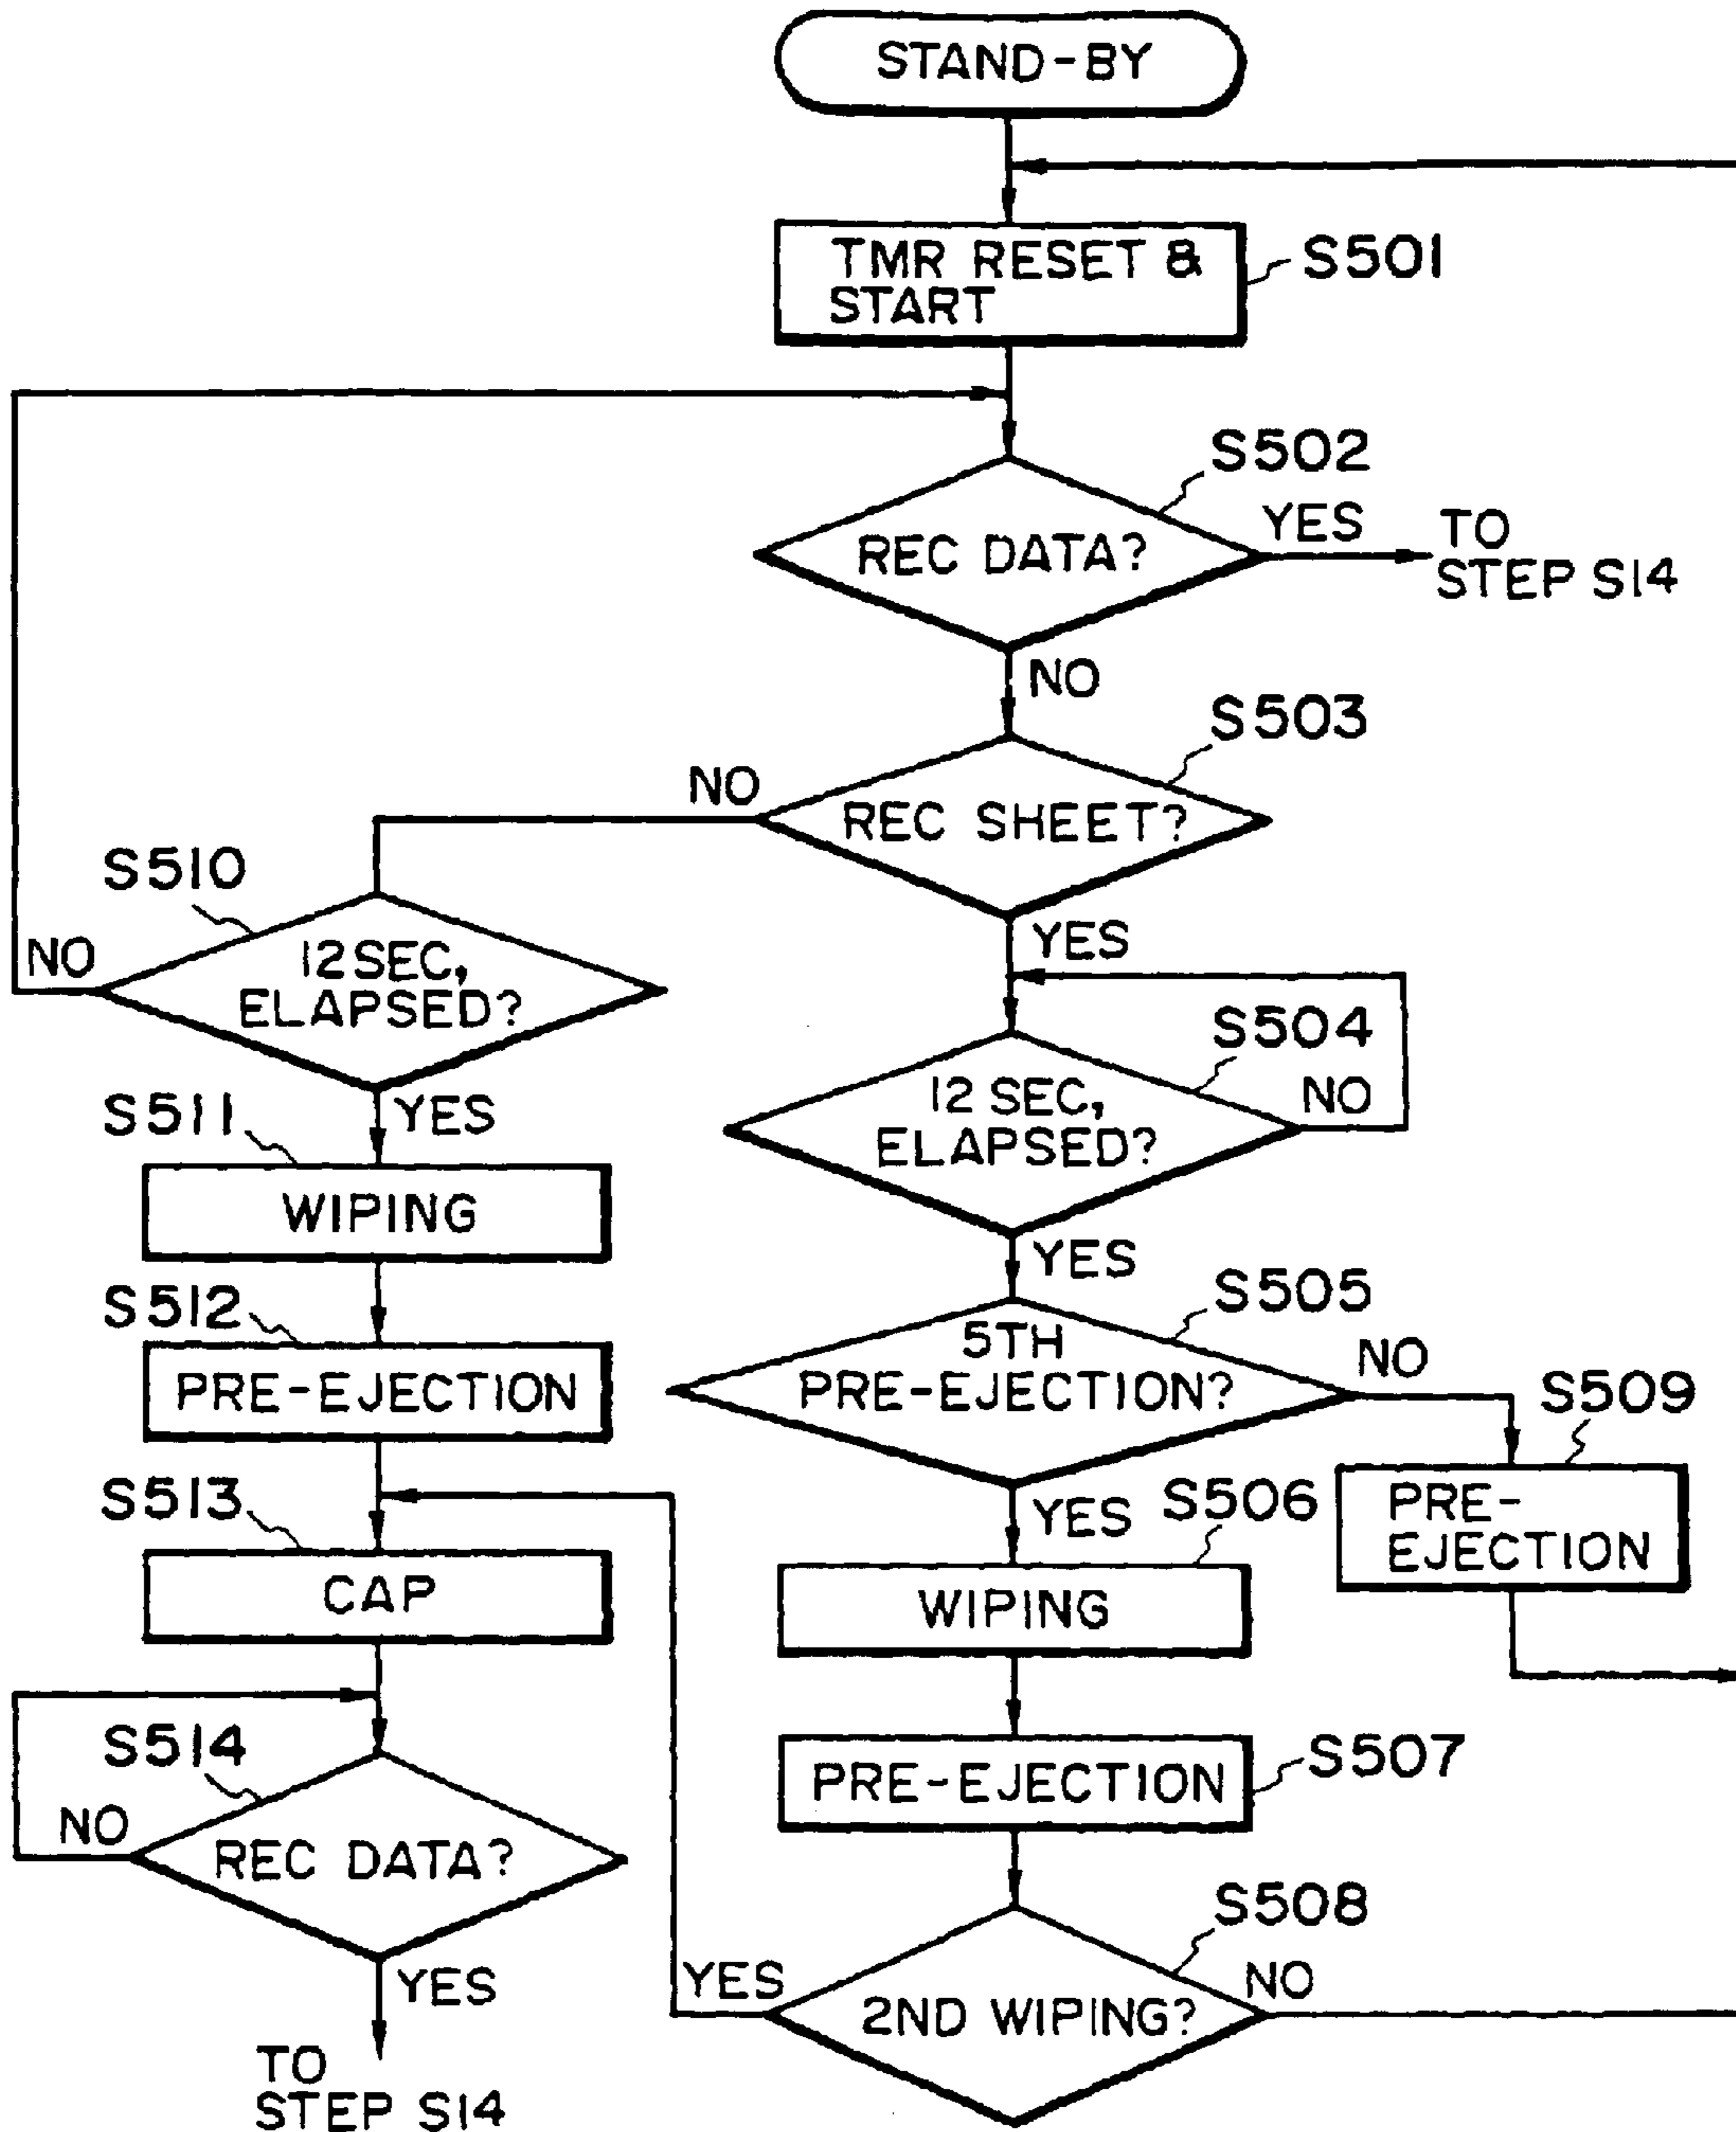 STAND-BY
TMR RESET &
START
S501
S502
REC DATA?
YES
TO
STEP S14
NO
S503
REC SHEET?
NO
YES
S510
12 SEC,
ELAPSED?
NO
YES
S504
12 SEC,
ELAPSED?
NO
YES
S511
WIPING
S512
PRE-EJECTION
S505
5TH
PRE-EJECTION?
NO
YES
S509
PRE-
EJECTION
S513
CAP
S506
WIPING
S507
PRE-EJECTION
S514
REC DATA?
NO
YES
TO
STEP S14
S508
2ND WIPING?
YES
NO